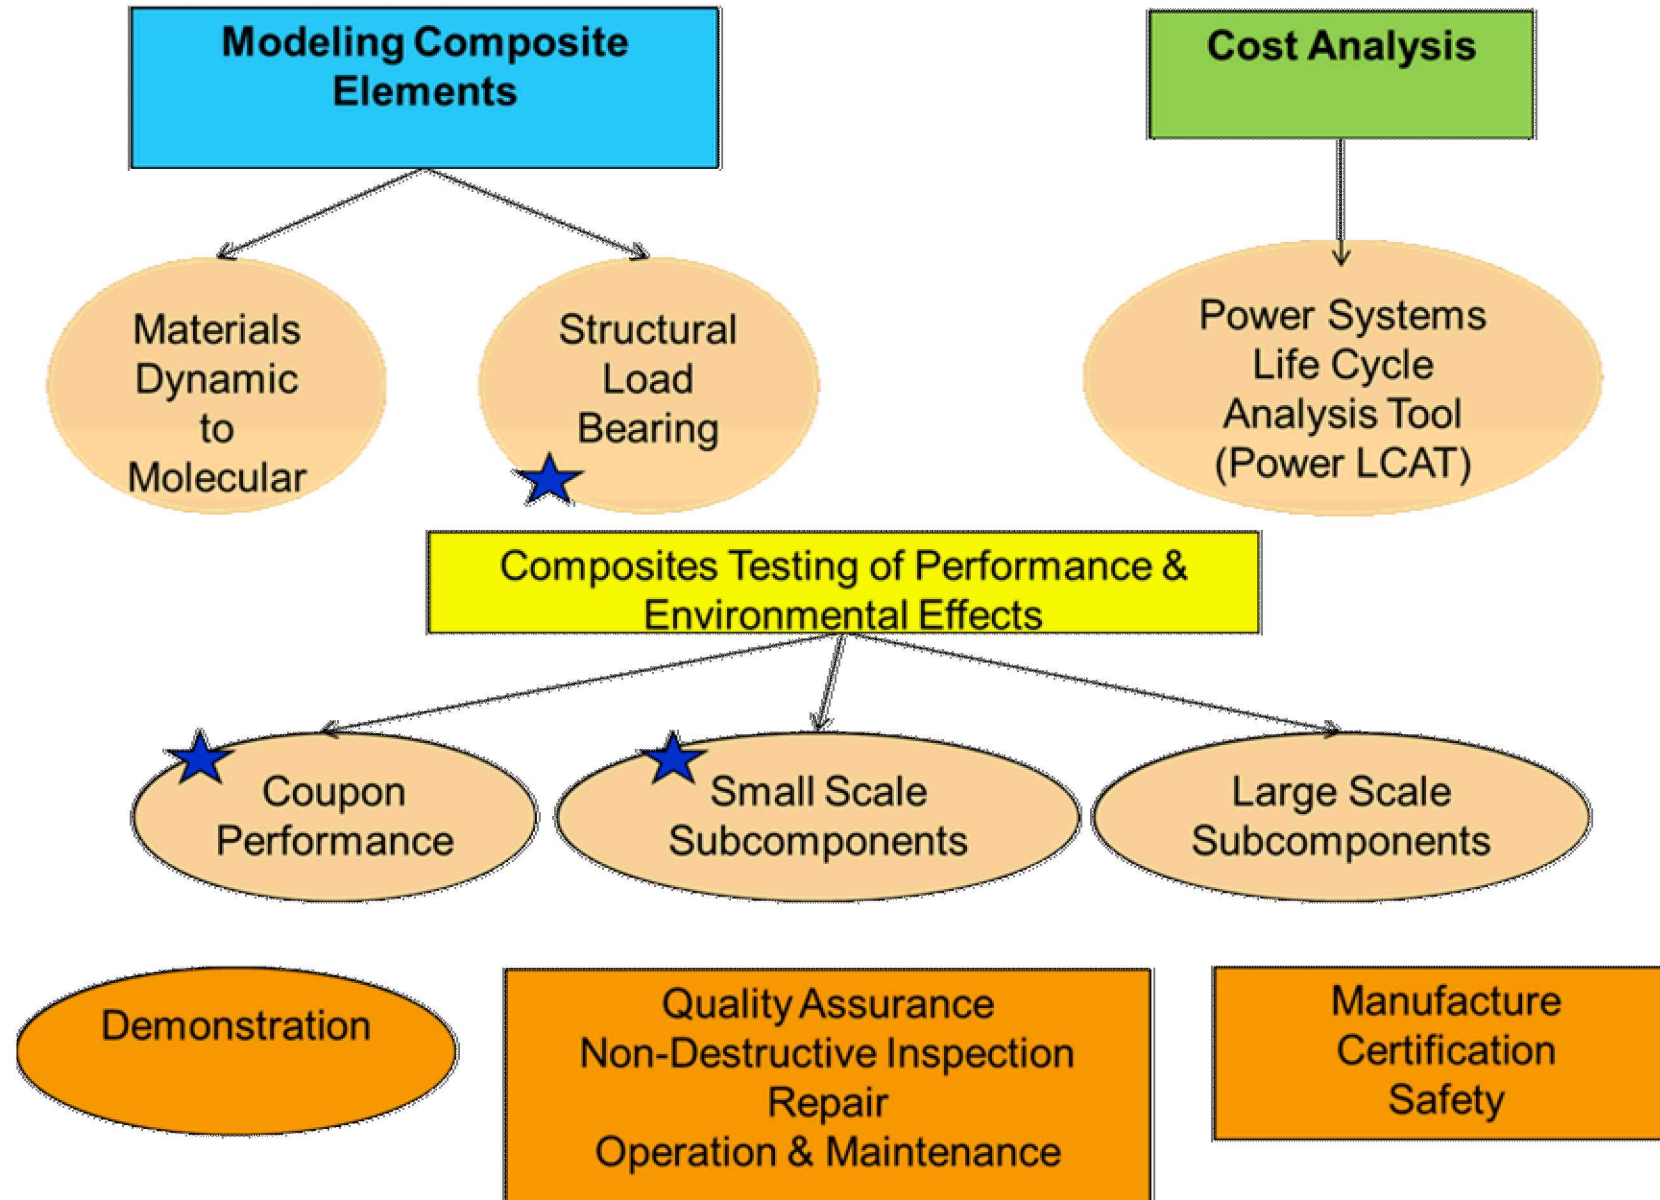 Modeling Composite
Elements
Cost Analysis
Materials
Dynamic
to
Molecular
Structural
Load
Bearing
Power Systems
Life Cycle
Analysis Tool
(Power LCAT)
Composites Testing of Performance &
Environmental Effects
Coupon
Performance
Small Scale
Subcomponents
Large Scale
Subcomponents
Demonstration
Quality Assurance
Non-Destructive Inspection
Repair
Operation & Maintenance
Manufacture
Certification
Safety